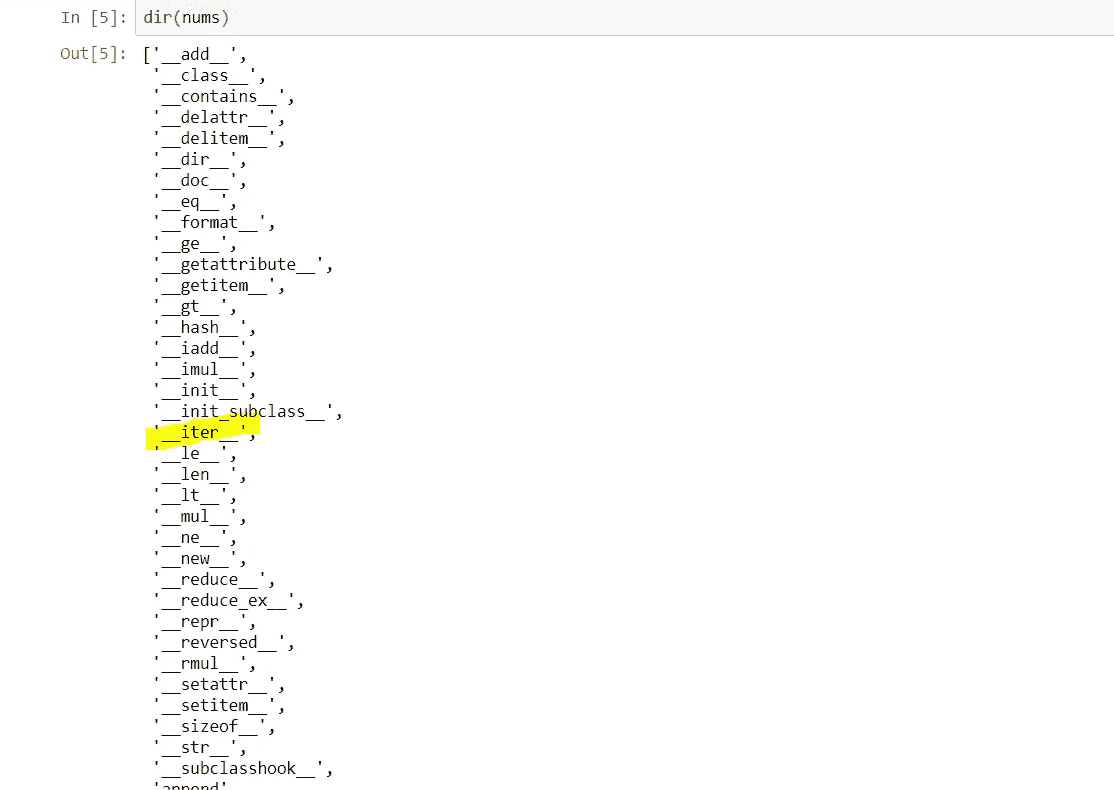 In [5]: dir(nums)
Out[5]: ['__add__',
'__class__',
'__contains__',
'__delattr__',
'__delitem__',
'__dir__',
'__doc__',
'__eq__',
'__format__',
'__ge__',
'__getattribute__',
'__getitem__',
'__gt__',
'__hash__',
'__iadd__',
'__imul__',
'__init__',
'__init_subclass__',
'__iter__',
'__le__',
'__len__',
'__lt__',
'__mul__',
'__ne__',
'__new__',
'__reduce__',
'__reduce_ex__',
'__repr__',
'__reversed__',
'__rmul__',
'__setattr__',
'__setitem__',
'__sizeof__',
'__str__',
'__subclasshook__',
'append'